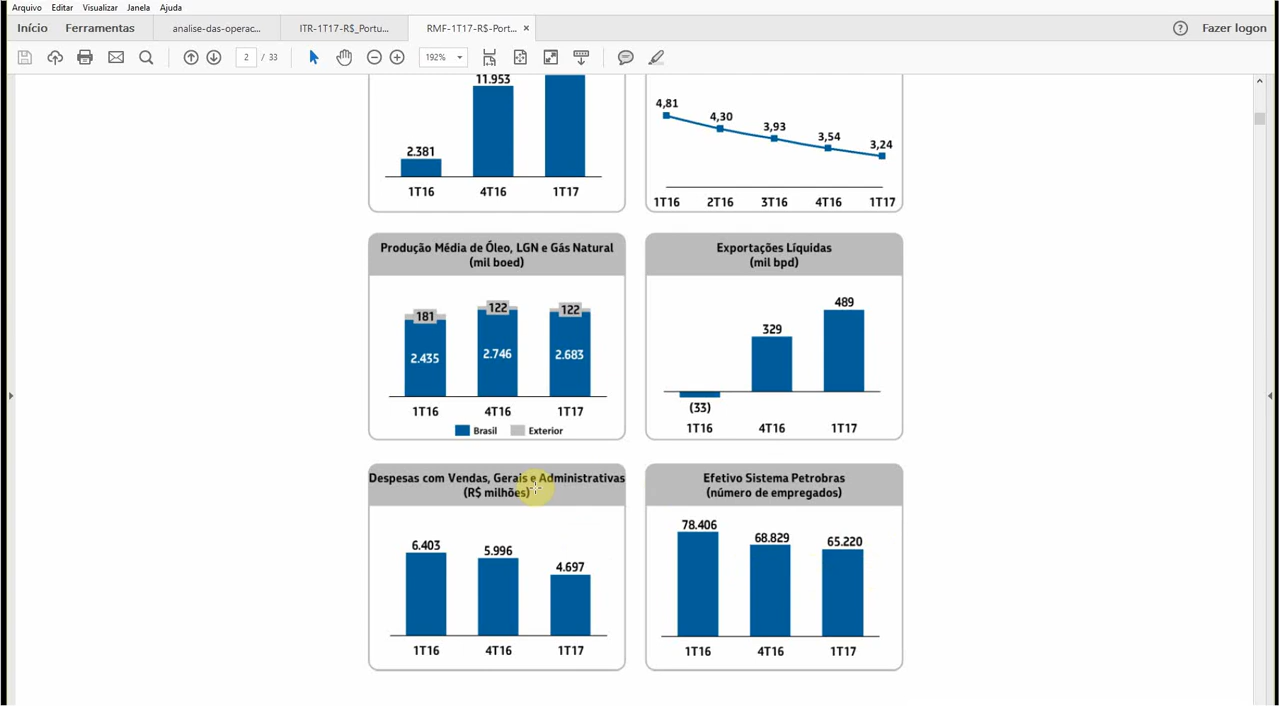 Arquivo Editar Visualizar Janela Ajuda
Início Ferramentas analise-das-operac... ITR-1T17-R$_Portu... RMF-1T17-R$-Port... × ? Fazer logon
2 / 33 192%
11.953
2.381
1T16 4T16 1T17
4,81 4,30 3,93 3,54 3,24
1T16 2T16 3T16 4T16 1T17
Produção Média de Óleo, LGN e Gás Natural
(mil boed)
181 122 122
2.435 2.746 2.683
1T16 4T16 1T17
Brasil Exterior
Exportações Líquidas
(mil bpd)
489
329
(33)
1T16 4T16 1T17
Despesas com Vendas, Gerais e Administrativas
(R$ milhões)
6.403 5.996 4.697
1T16 4T16 1T17
Efetivo Sistema Petrobras
(número de empregados)
78.406 68.829 65.220
1T16 4T16 1T17